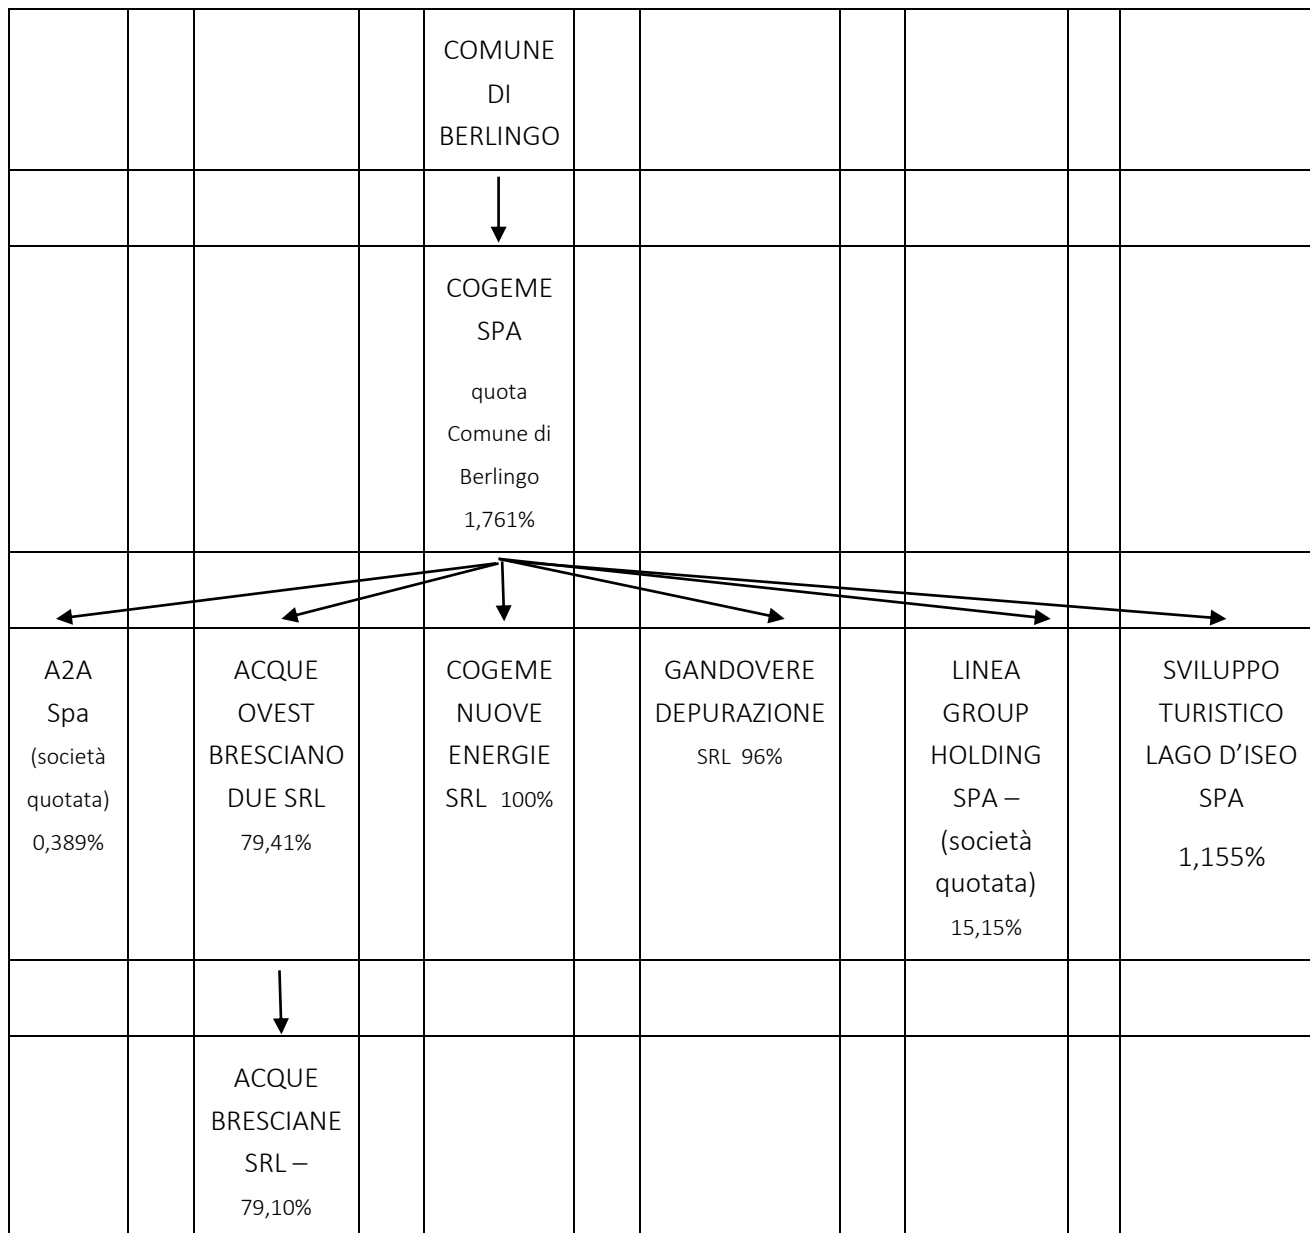 COMUNE
DI
BERLINGO
COGEME
SPA
quota
Comune di
Berlingo
1,761%
A2A
Spa
(società
quotata)
0,389%
ACQUE
OVEST
BRESCIANO
DUE SRL
79,41%
COGEME
NUOVE
ENERGIE
SRL 100%
GANDOVERE
DEPURAZIONE
SRL 96%
LINEA
GROUP
HOLDING
SPA –
(società
quotata)
15,15%
SVILUPPO
TURISTICO
LAGO D’ISEO
SPA
1,155%
ACQUE
BRESCIANE
SRL –
79,10%